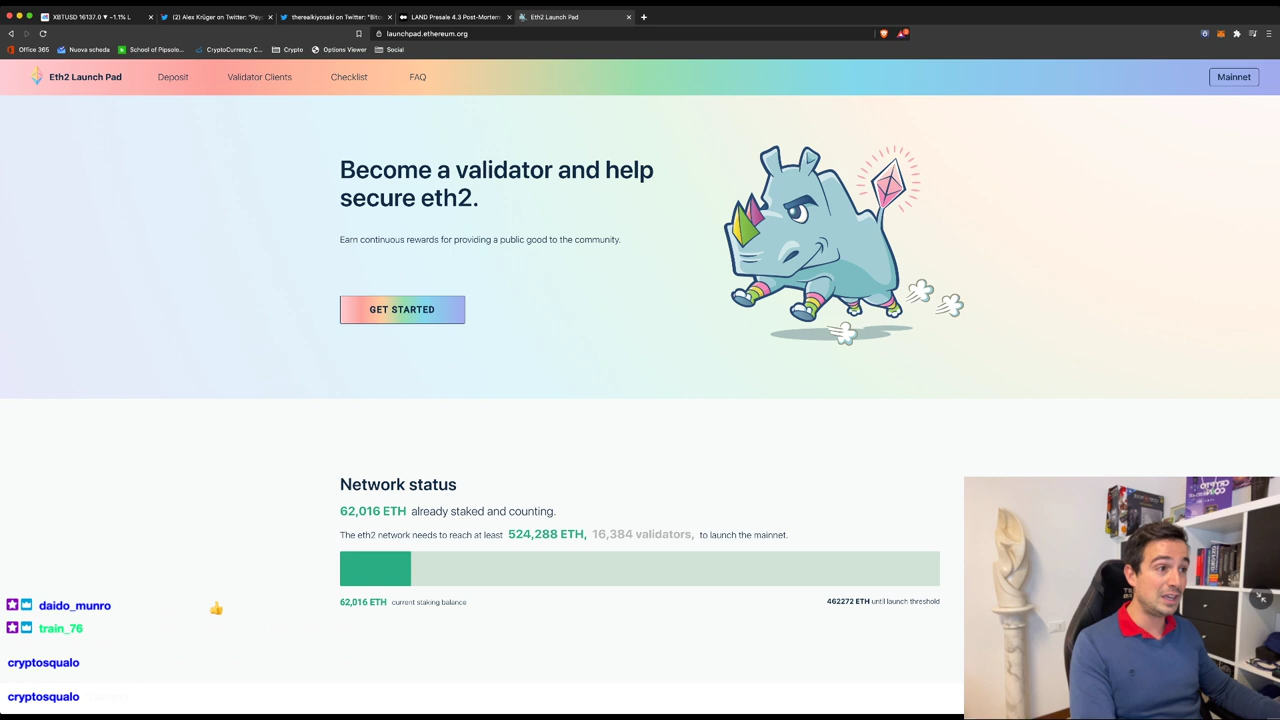 XBTUSD 16137.0 ▼ −1.1% L
(2) Alex Krüger on Twitter: "Payp
therealkiyosaki on Twitter: "Bitco
LAND Presale 4.3 Post-Mortem
Eth2 Launch Pad
launchpad.ethereum.org
Office 365
Nuova scheda
School of Pipsolo...
CryptoCurrency C...
Crypto
Options Viewer
Social
Eth2 Launch Pad
Deposit
Validator Clients
Checklist
FAQ
Mainnet
Become a validator and help
secure eth2.
Earn continuous rewards for providing a public good to the community.
GET STARTED
Network status
62,016 ETH already staked and counting.
The eth2 network needs to reach at least 524,288 ETH, 16,384 validators, to launch the mainnet.
62,016 ETH current staking balance
462272 ETH until launch threshold
daido_munro
train_76
cryptosqualo
cryptosqualo